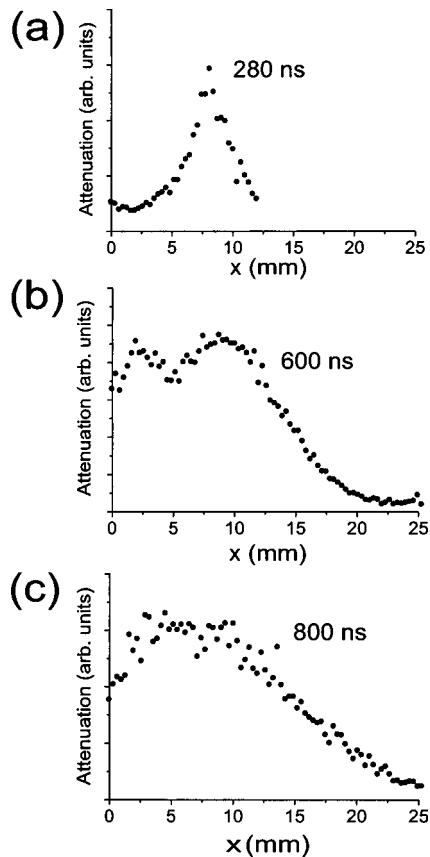 (a)
Attenuation (arb. units)
280 ns
0 5 10 15 20 25
x (mm)
(b)
Attenuation (arb. units)
600 ns
0 5 10 15 20 25
x (mm)
(c)
Attenuation (arb. units)
800 ns
0 5 10 15 20 25
x (mm)